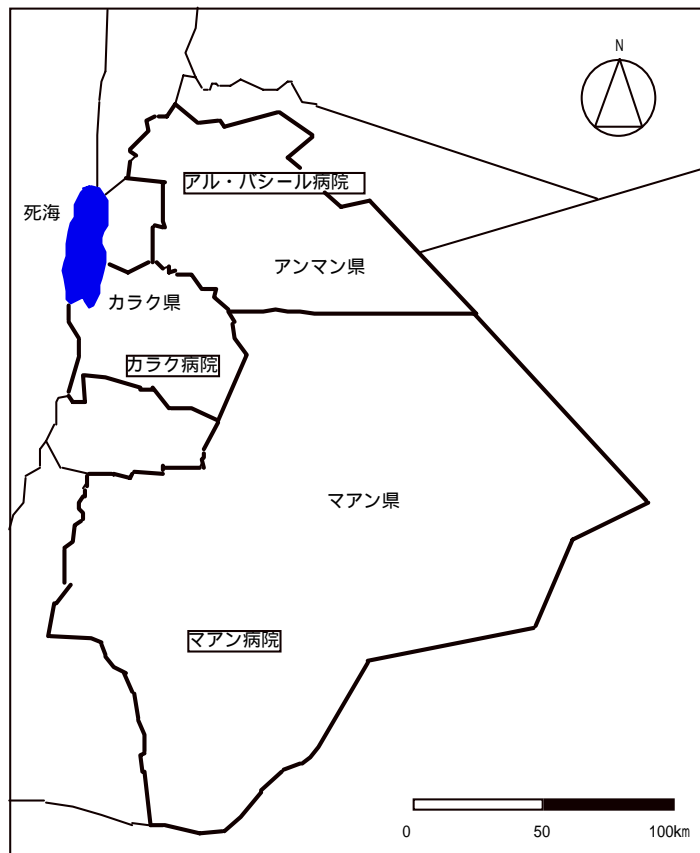 N
アル・バシール病院
死海
アンマン県
カラク県
カラク病院
マアン県
マアン病院
0 50 100km